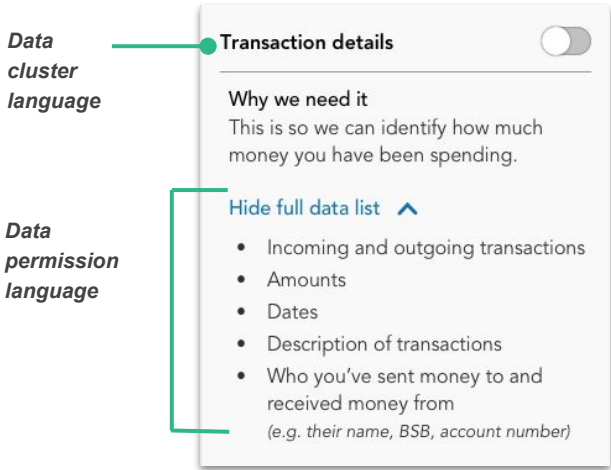 Data
cluster
language
Transaction details
Why we need it
This is so we can identify how much
money you have been spending.
Data
permission
language
Hide full data list
• Incoming and outgoing transactions
• Amounts
• Dates
• Description of transactions
• Who you've sent money to and
received money from
(e.g. their name, BSB, account number)